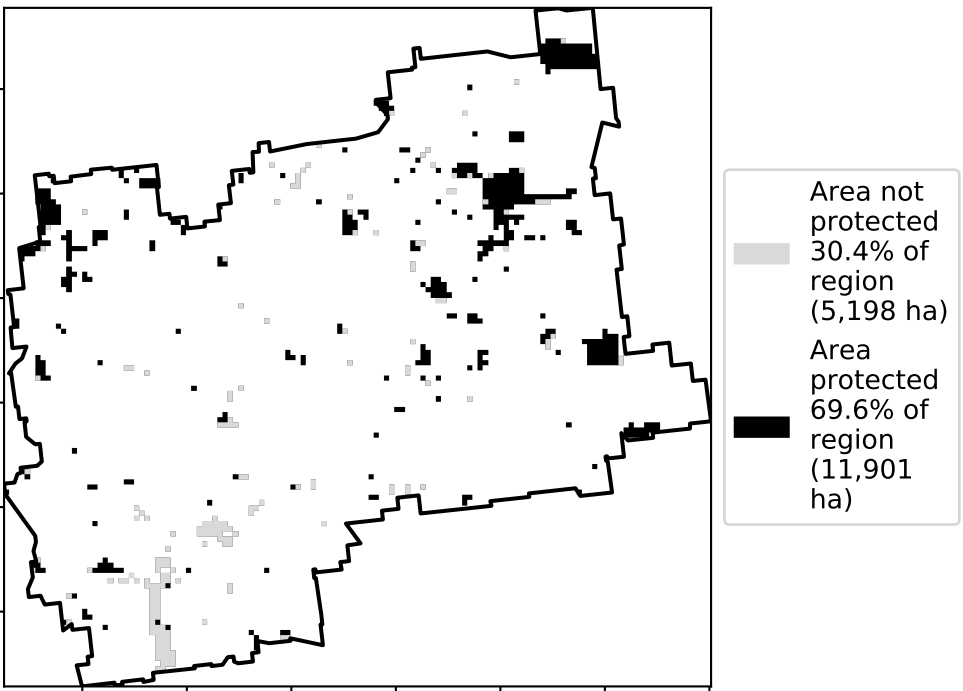 Area not
protected
30.4% of
region
(5,198 ha)
Area
protected
69.6% of
region
(11,901
ha)